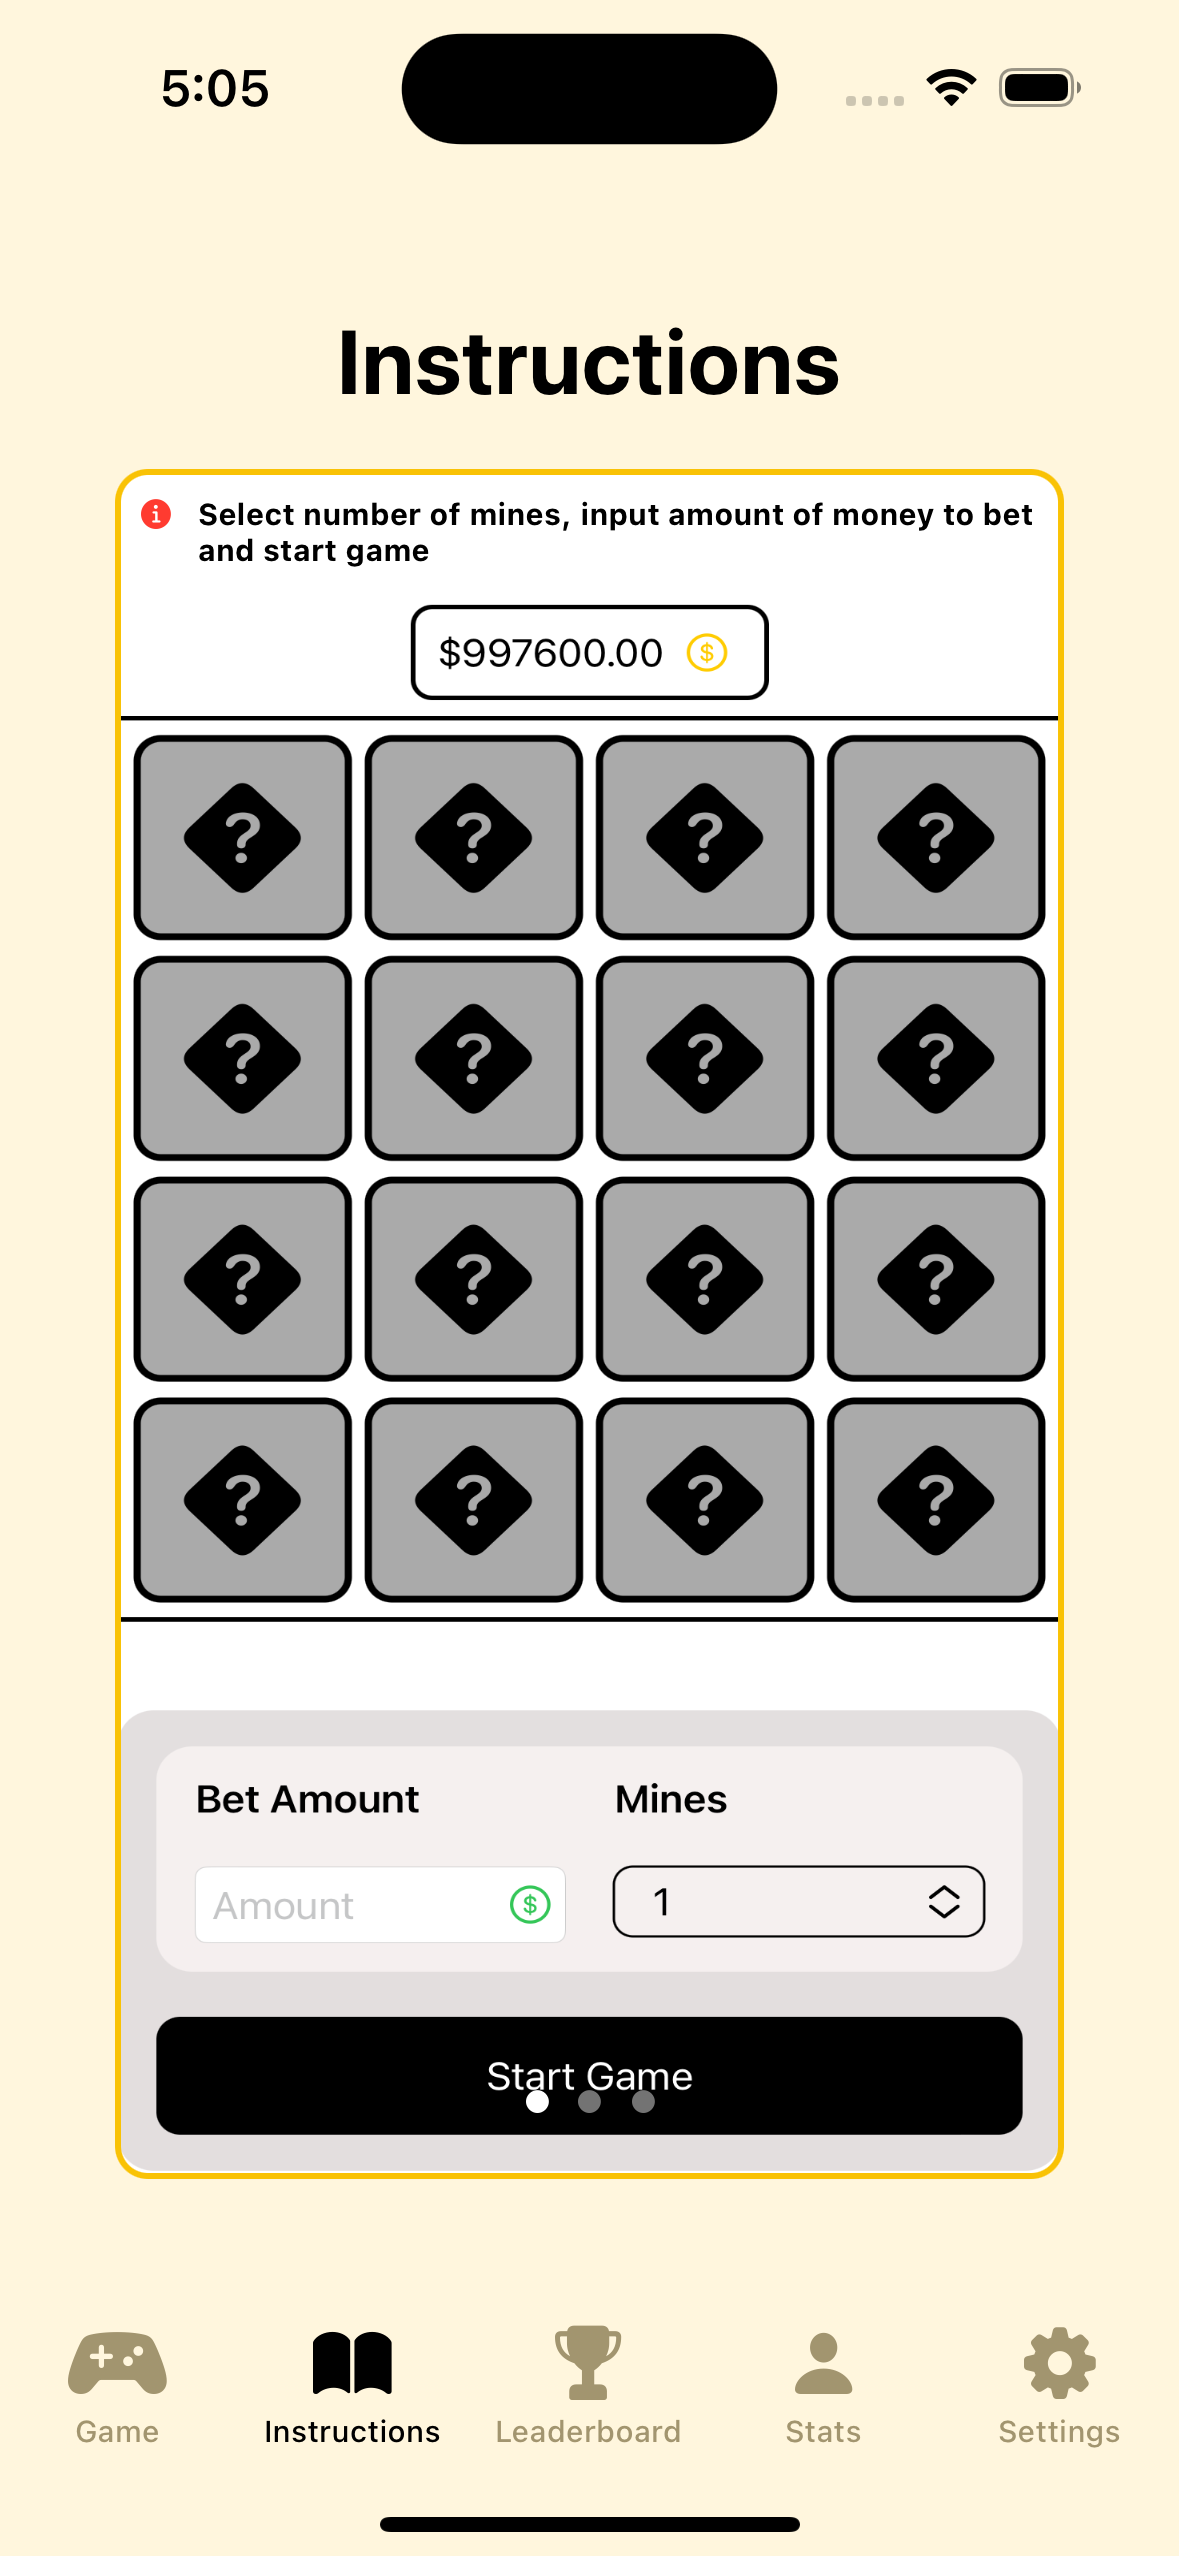 5:05
Instructions
Select number of mines, input amount of money to bet
and start game
$997600.00 $
? ? ? ?
? ? ? ?
? ? ? ?
? ? ? ?
Bet Amount Mines
Amount $ 1
Start Game
Game Instructions Leaderboard Stats Settings